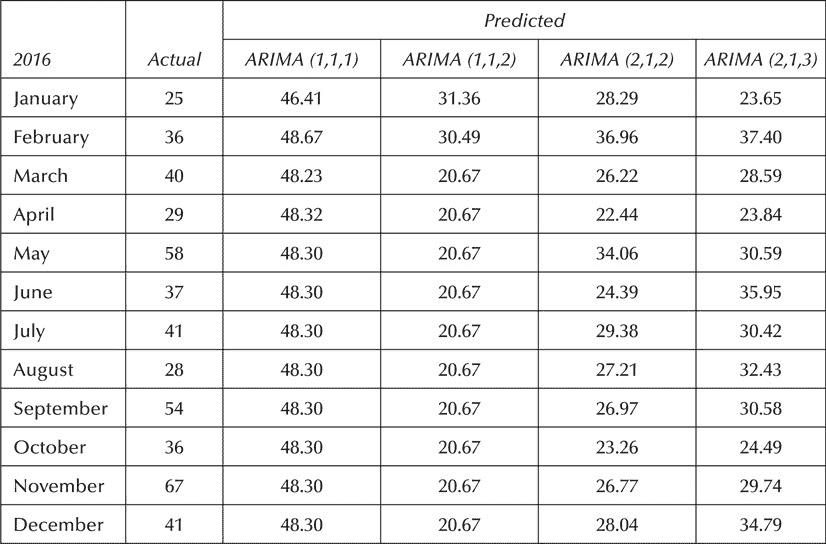 Predicted
2016 Actual ARIMA (1,1,1) ARIMA (1,1,2) ARIMA (2,1,2) ARIMA (2,1,3)
January 25 46.41 31.36 28.29 23.65
February 36 48.67 30.49 36.96 37.40
March 40 48.23 20.67 26.22 28.59
April 29 48.32 20.67 22.44 23.84
May 58 48.30 20.67 34.06 30.59
June 37 48.30 20.67 24.39 35.95
July 41 48.30 20.67 29.38 30.42
August 28 48.30 20.67 27.21 32.43
September 54 48.30 20.67 26.97 30.58
October 36 48.30 20.67 23.26 24.49
November 67 48.30 20.67 26.77 29.74
December 41 48.30 20.67 28.04 34.79